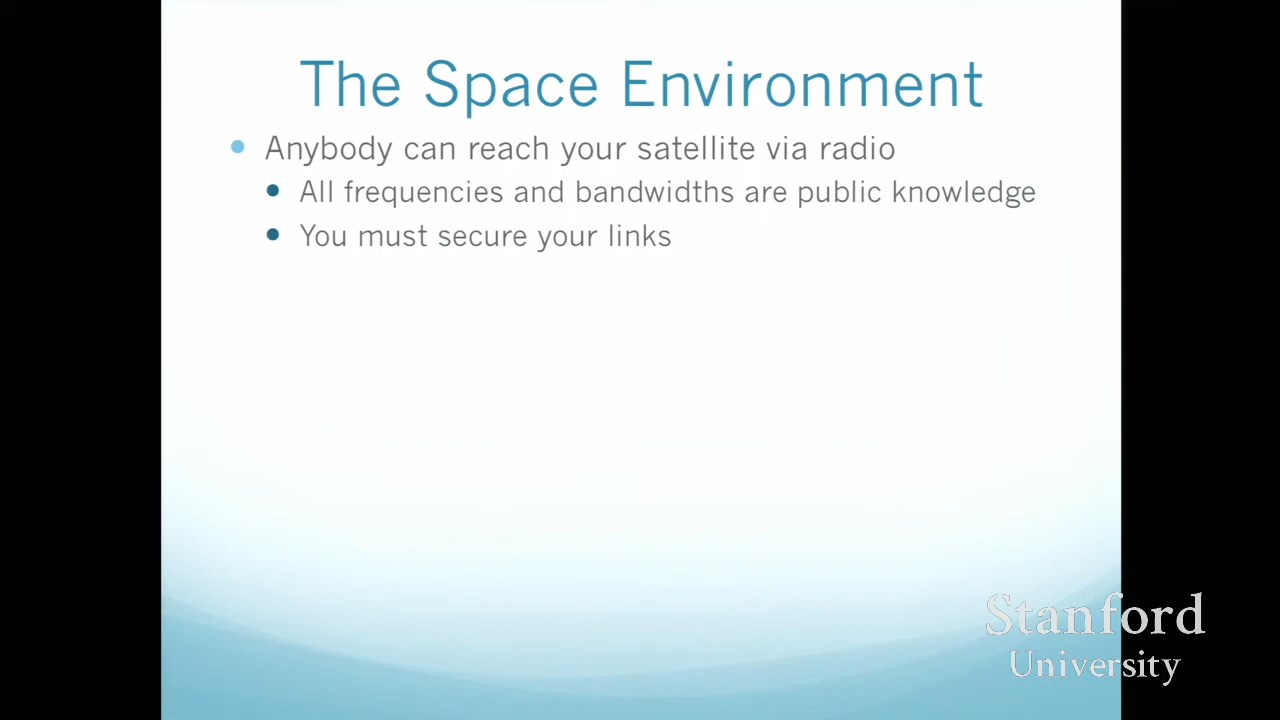 The Space Environment
Anybody can reach your satellite via radio
All frequencies and bandwidths are public knowledge
You must secure your links
Stanford
University